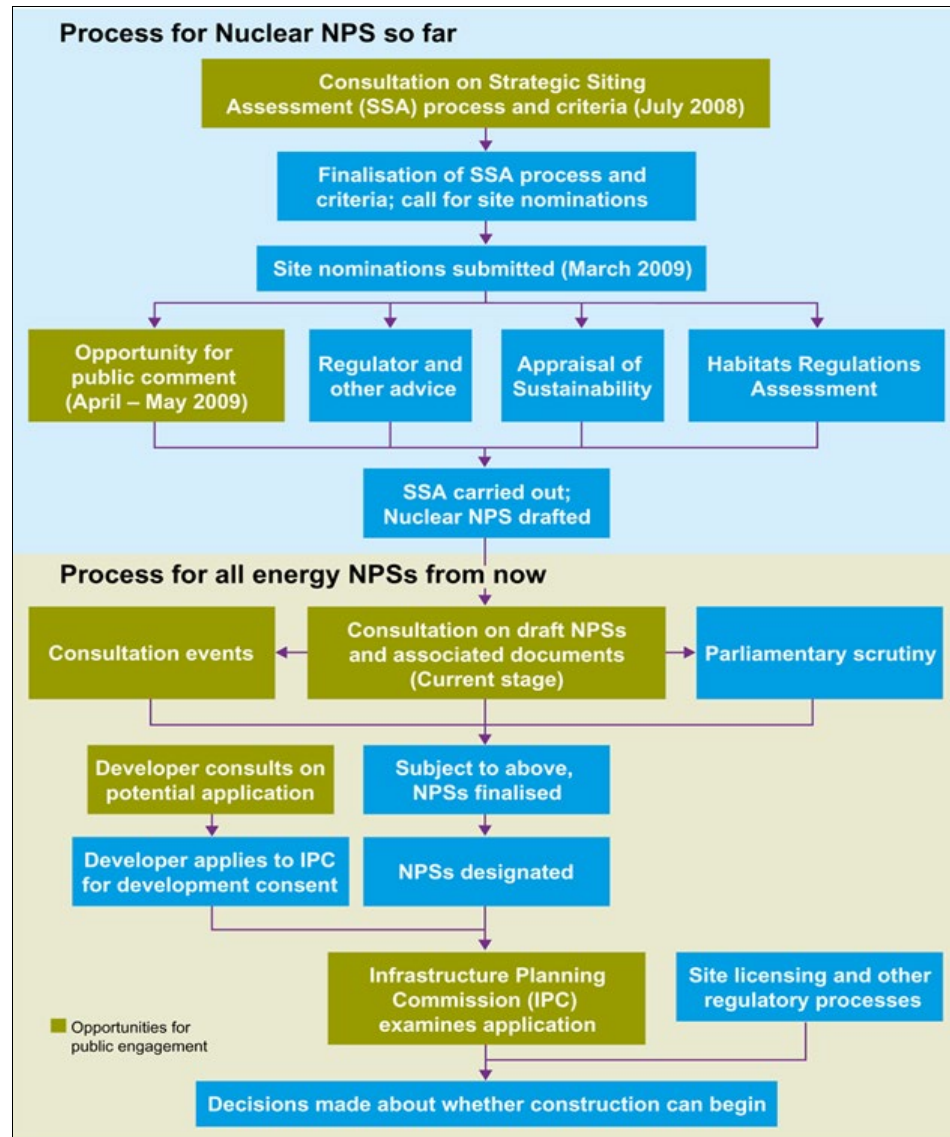 Process for Nuclear NPS so far
Consultation on Strategic Siting
Assessment (SSA) process and criteria (July 2008)
Finalisation of SSA process and
criteria; call for site nominations
Site nominations submitted (March 2009)
Opportunity for
public comment
(April – May 2009)
Regulator and
other advice
Appraisal of
Sustainability
Habitats Regulations
Assessment
SSA carried out;
Nuclear NPS drafted
Process for all energy NPSs from now
Consultation events
Consultation on draft NPSs
and associated documents
(Current stage)
Parliamentary scrutiny
Developer consults on
potential application
Subject to above,
NPSs finalised
Developer applies to IPC
for development consent
NPSs designated
Infrastructure Planning
Commission (IPC)
examines application
Site licensing and other
regulatory processes
Opportunities for
public engagement
Decisions made about whether construction can begin